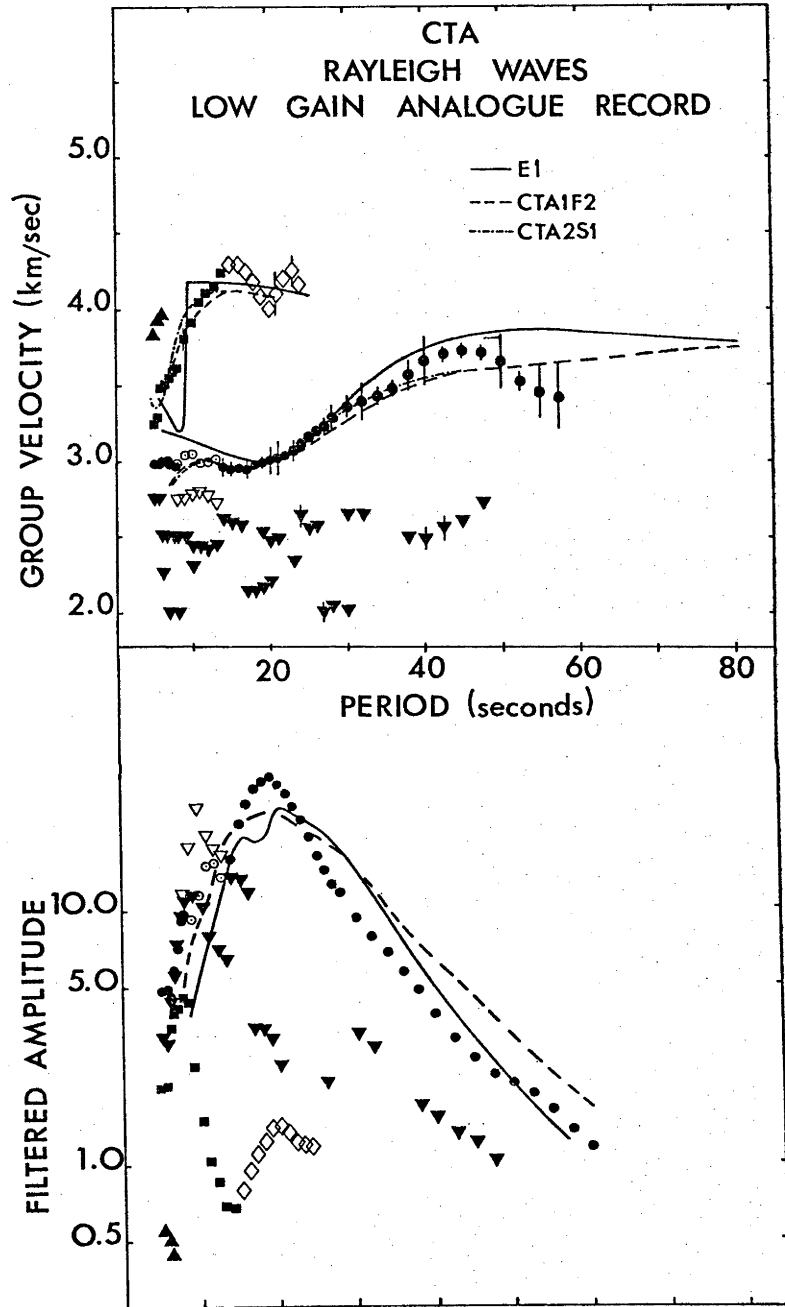 CTA
RAYLEIGH WAVES
LOW GAIN ANALOGUE RECORD
E1
CTA1F2
CTA2S1
GROUP VELOCITY (km/sec)
5.0
4.0
3.0
2.0
20 40 60 80
PERIOD (seconds)
FILTERED AMPLITUDE
10.0
5.0
1.0
0.5